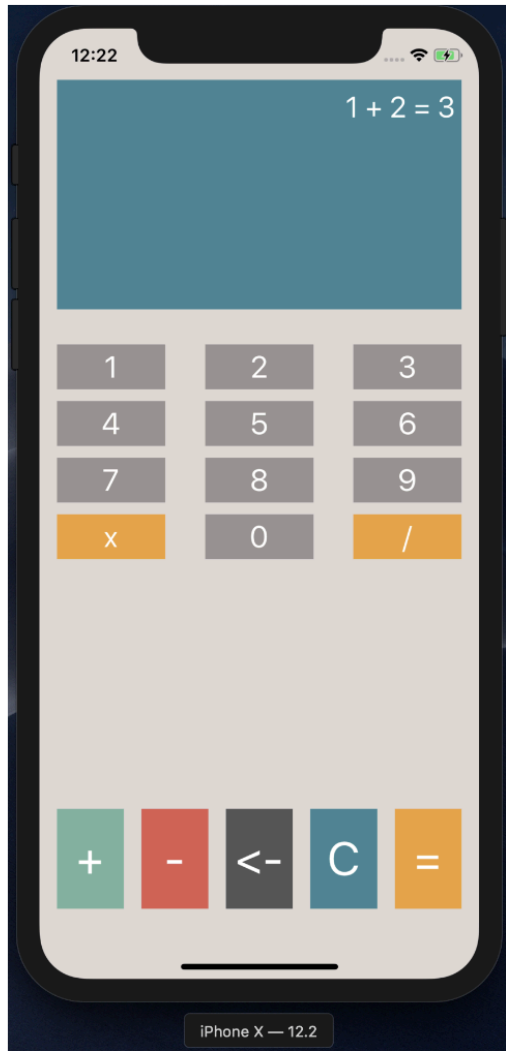 12:22
1 + 2 = 3
1 2 3
4 5 6
7 8 9
x 0 /
+ - <- C =
iPhone X — 12.2